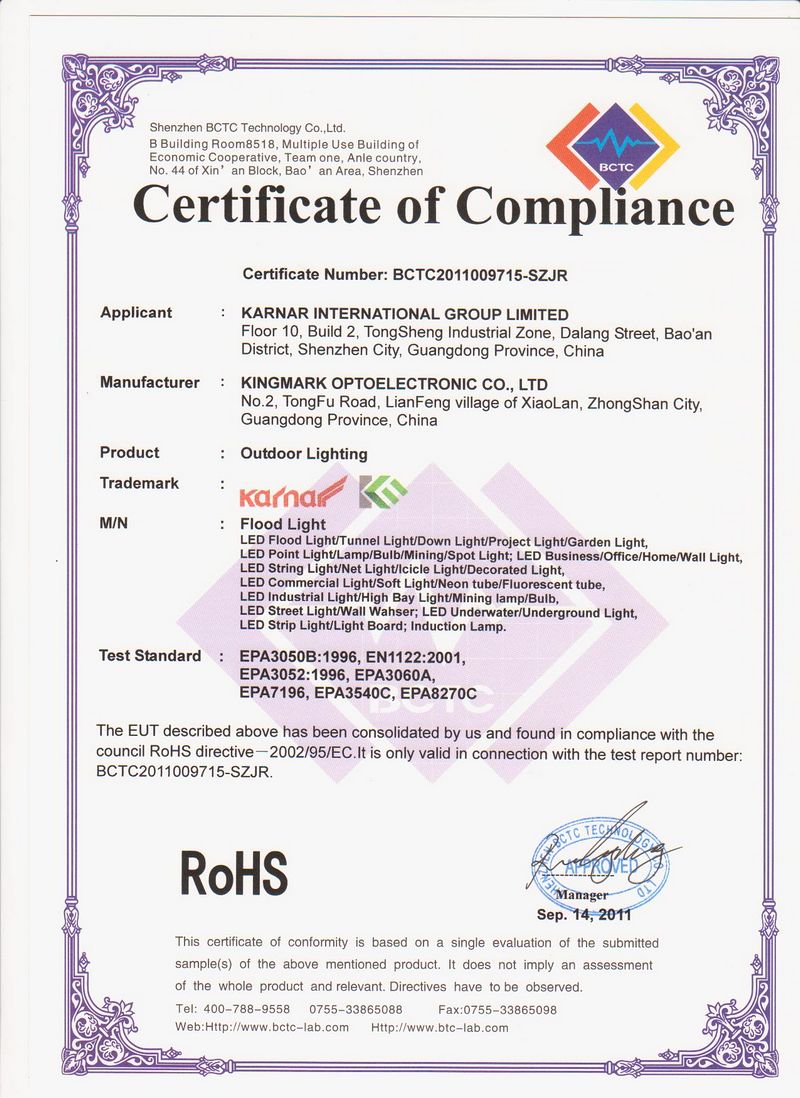 Shenzhen BCTC Technology Co.,Ltd.
B Building Room8518, Multiple Use Building of
Economic Cooperative, Team one, Anle country,
No. 44 of Xin' an Block, Bao' an Area, Shenzhen
BCTC
Certificate of Compliance
Certificate Number: BCTC2011009715-SZJR
Applicant : KARNAR INTERNATIONAL GROUP LIMITED
Floor 10, Build 2, TongSheng Industrial Zone, Dalang Street, Bao'an
District, Shenzhen City, Guangdong Province, China
Manufacturer : KINGMARK OPTOELECTRONIC CO., LTD
No.2, TongFu Road, LianFeng village of XiaoLan, ZhongShan City,
Guangdong Province, China
Product : Outdoor Lighting
Trademark : Karnar
M/N : Flood Light
LED Flood Light/Tunnel Light/Down Light/Project Light/Garden Light,
LED Point Light/Lamp/Bulb/Mining/Spot Light; LED Business/Office/Home/Wall Light,
LED String Light/Net Light/Icicle Light/Decorated Light,
LED Commercial Light/Soft Light/Neon tube/Fluorescent tube,
LED Industrial Light/High Bay Light/Mining lamp/Bulb,
LED Street Light/Wall Wahser; LED Underwater/Underground Light,
LED Strip Light/Light Board; Induction Lamp.
Test Standard : EPA3050B:1996, EN1122:2001,
EPA3052:1996, EPA3060A,
EPA7196, EPA3540C, EPA8270C
BCTC
The EUT described above has been consolidated by us and found in compliance with the
council RoHS directive—2002/95/EC.It is only valid in connection with the test report number:
BCTC2011009715-SZJR.
RoHS
SHENZHEN BCTC TECHNOLOGY CO LTD
APPROVED
Manager
Sep. 14, 2011
This certificate of conformity is based on a single evaluation of the submitted
sample(s) of the above mentioned product. It does not imply an assessment
of the whole product and relevant. Directives have to be observed.
Tel: 400-788-9558 0755-33865088 Fax:0755-33865098
Web:Http://www.bctc-lab.com Http://www.btc-lab.com